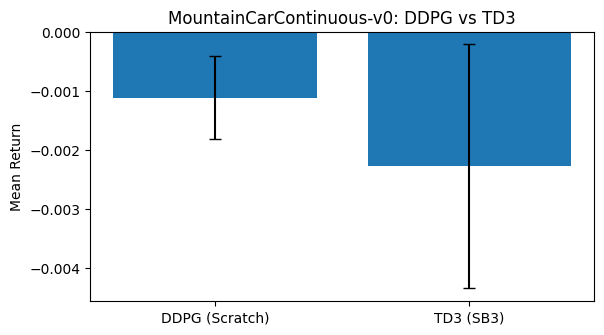 MountainCarContinuous-v0: DDPG vs TD3
Mean Return
0.000
−0.001
−0.002
−0.003
−0.004
DDPG (Scratch)
TD3 (SB3)